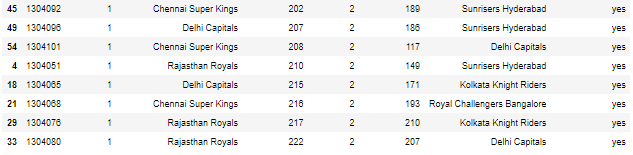 45 1304092 1 Chennai Super Kings 202 2 189 Sunrisers Hyderabad yes
49 1304096 1 Delhi Capitals 207 2 186 Sunrisers Hyderabad yes
54 1304101 1 Chennai Super Kings 208 2 117 Delhi Capitals yes
4 1304051 1 Rajasthan Royals 210 2 149 Sunrisers Hyderabad yes
18 1304065 1 Delhi Capitals 215 2 171 Kolkata Knight Riders yes
21 1304068 1 Chennai Super Kings 216 2 193 Royal Challengers Bangalore yes
29 1304076 1 Rajasthan Royals 217 2 210 Kolkata Knight Riders yes
33 1304080 1 Rajasthan Royals 222 2 207 Delhi Capitals yes